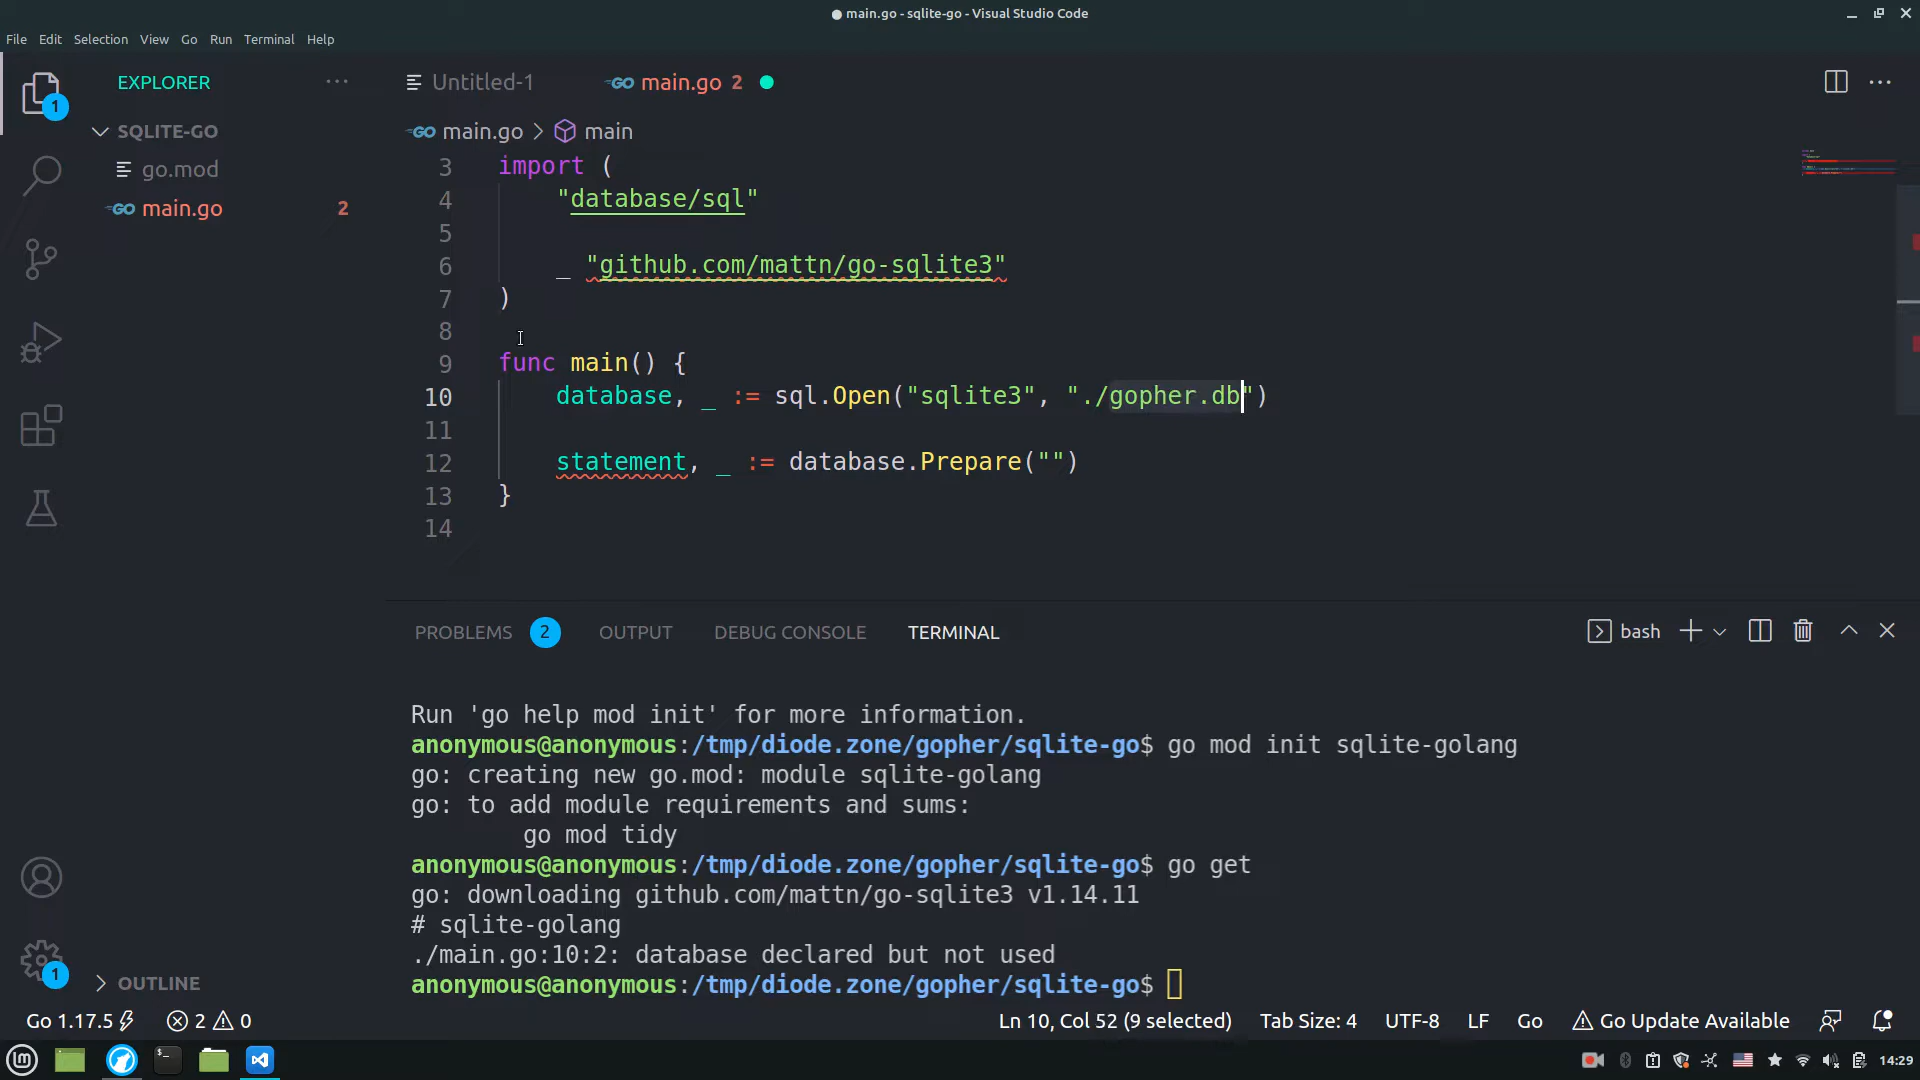 main.go - sqlite-go - Visual Studio Code
File Edit Selection View Go Run Terminal Help
EXPLORER
Untitled-1
GO main.go 2
1
SQLITE-GO
go.mod
GO main.go 2
GO main.go > main
3 import (
4 "database/sql"
5
6 _ "github.com/mattn/go-sqlite3"
7 )
8
9 func main() {
10 database, _ := sql.Open("sqlite3", "./gopher.db")
11
12 statement, _ := database.Prepare("")
13 }
14
PROBLEMS 2 OUTPUT DEBUG CONSOLE TERMINAL bash
Run 'go help mod init' for more information.
anonymous@anonymous:/tmp/diode.zone/gopher/sqlite-go$ go mod init sqlite-golang
go: creating new go.mod: module sqlite-golang
go: to add module requirements and sums:
go mod tidy
anonymous@anonymous:/tmp/diode.zone/gopher/sqlite-go$ go get
go: downloading github.com/mattn/go-sqlite3 v1.14.11
# sqlite-golang
./main.go:10:2: database declared but not used
anonymous@anonymous:/tmp/diode.zone/gopher/sqlite-go$
1
OUTLINE
Go 1.17.5 2 0 Ln 10, Col 52 (9 selected) Tab Size: 4 UTF-8 LF Go Go Update Available
14:29